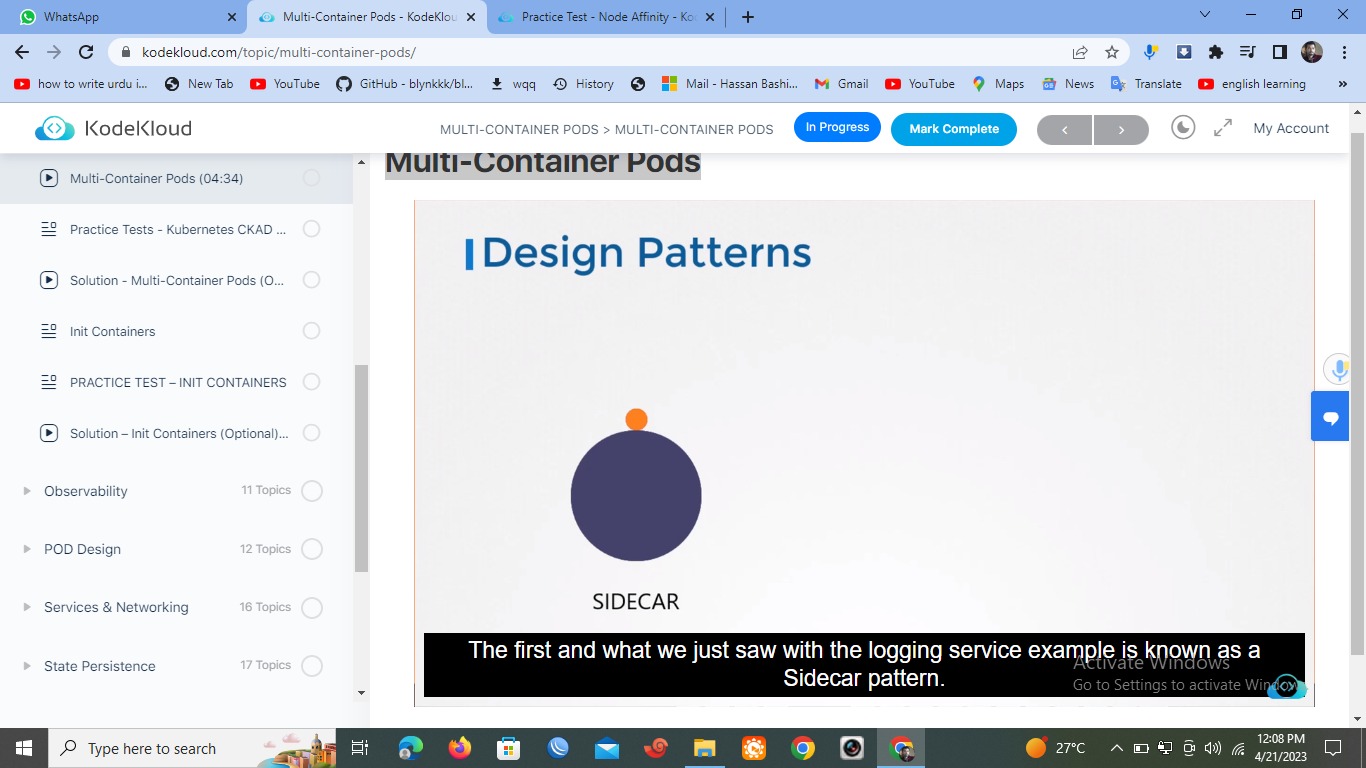 WhatsApp
Multi-Container Pods - KodeKlou
Practice Test - Node Affinity - Ko
kodekloud.com/topic/multi-container-pods/
how to write urdu i...
New Tab
YouTube
GitHub - blynkkk/bl...
wqq
History
Mail - Hassan Bashi...
Gmail
YouTube
Maps
News
Translate
english learning
KodeKloud
MULTI-CONTAINER PODS > MULTI-CONTAINER PODS
In Progress
Mark Complete
My Account
Multi-Container Pods (04:34)
Practice Tests - Kubernetes CKAD ...
Solution - Multi-Container Pods (O...
Init Containers
PRACTICE TEST – INIT CONTAINERS
Solution – Init Containers (Optional)...
Observability 11 Topics
POD Design 12 Topics
Services & Networking 16 Topics
State Persistence 17 Topics
Multi-Container Pods
Design Patterns
SIDECAR
The first and what we just saw with the logging service example is known as a
Sidecar pattern.
Activate Windows
Go to Settings to activate Windows.
Type here to search
27°C
12:08 PM
4/21/2023